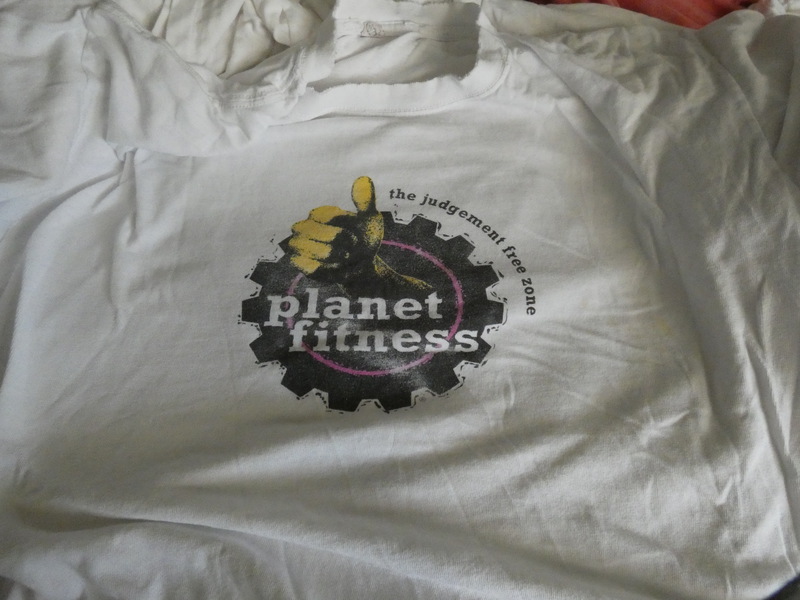 the judgement free zone
planet
fitness